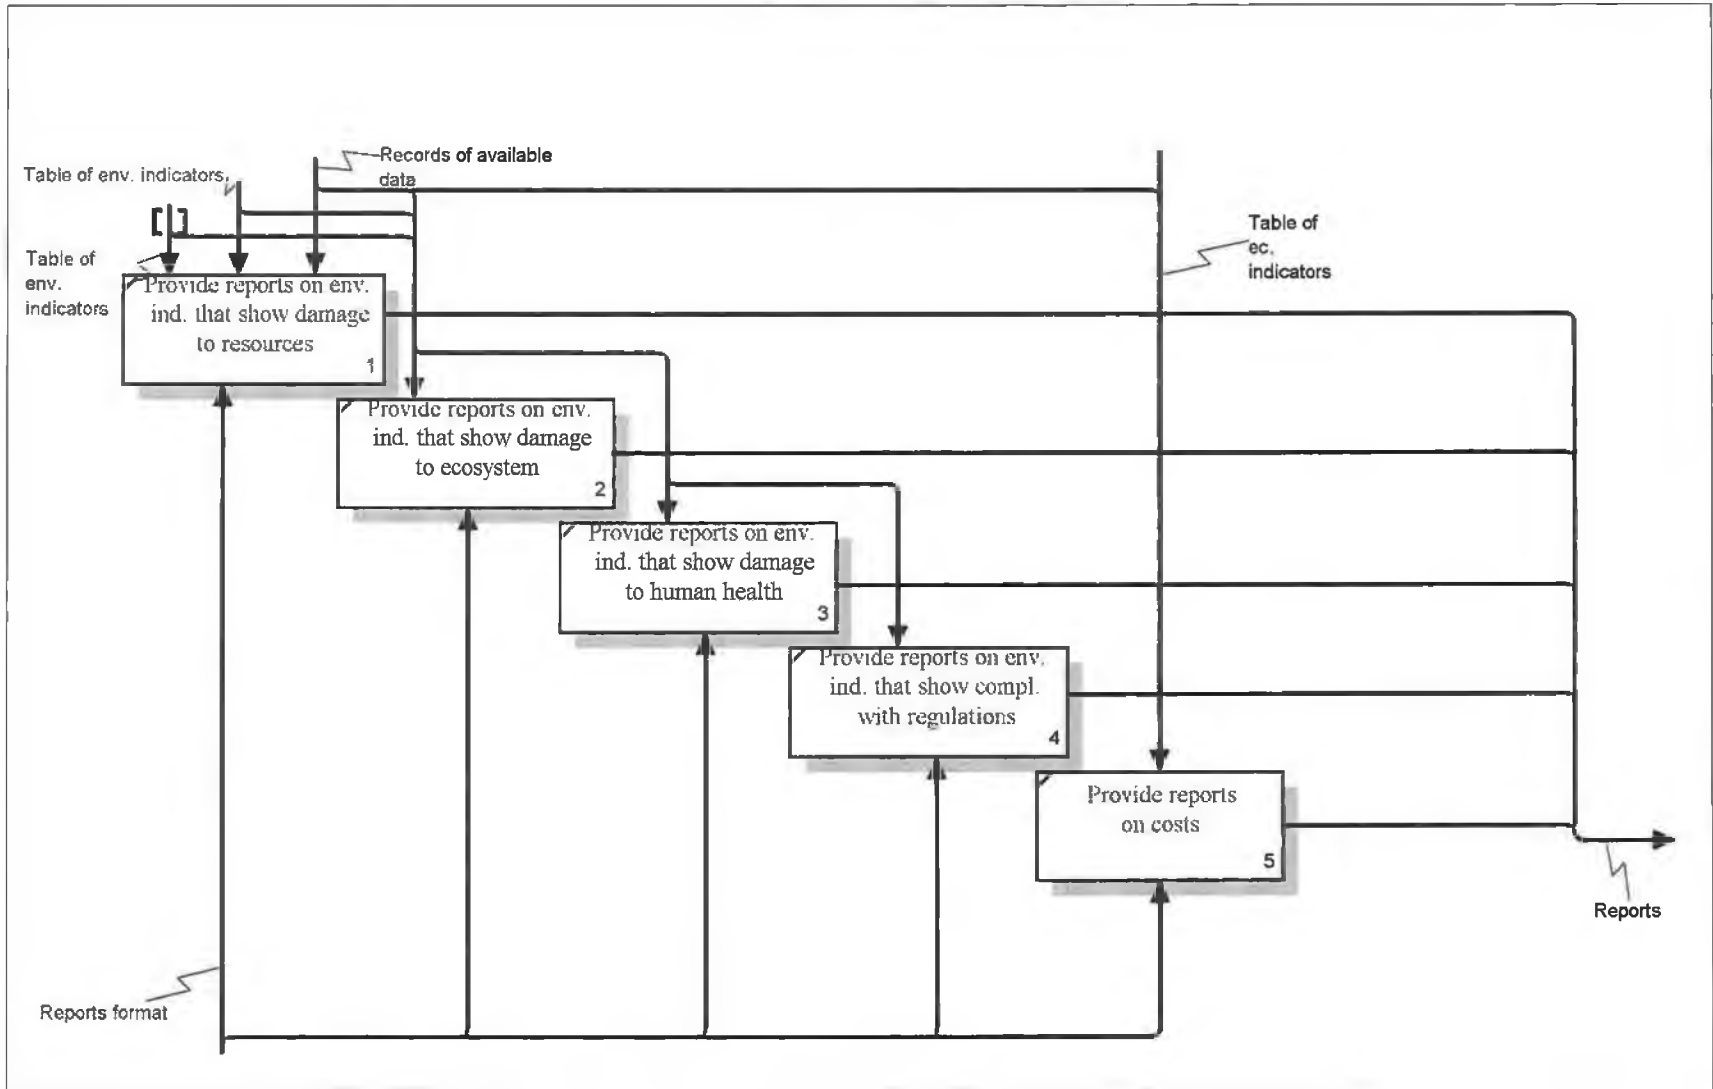 Records of available
data
Table of env. indicators,
[ ]
Table of
env.
indicators
Table of
ec.
indicators
Provide reports on env.
ind. that show damage
to resources
1
Provide reports on env.
ind. that show damage
to ecosystem
2
Provide reports on env.
ind. that show damage
to human health
3
Provide reports on env.
ind. that show compl.
with regulations
4
Provide reports
on costs
5
Reports
Reports format